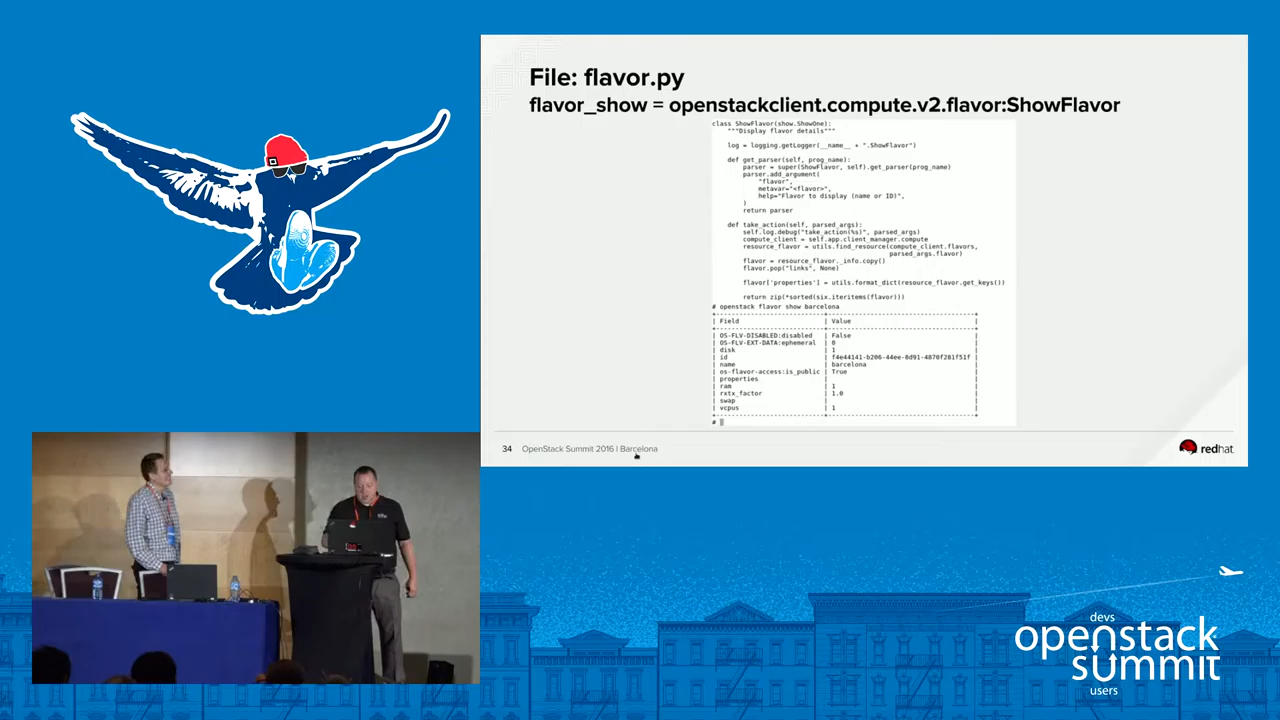 File: flavor.py
flavor_show = openstackclient.compute.v2.flavor:ShowFlavor
class ShowFlavor(show.ShowOne):
"""Display flavor details"""
log = logging.getLogger(__name__ + ".ShowFlavor")
def get_parser(self, prog_name):
parser = super(ShowFlavor, self).get_parser(prog_name)
parser.add_argument(
"flavor",
metavar="<flavor>",
help="Flavor to display (name or ID)",
)
return parser
def take_action(self, parsed_args):
self.log.debug("take_action(%s)", parsed_args)
compute_client = self.app.client_manager.compute
resource_flavor = utils.find_resource(compute_client.flavors,
parsed_args.flavor)
flavor = resource_flavor._info.copy()
flavor.pop("links", None)
flavor['properties'] = utils.format_dict(resource_flavor.get_keys())
return zip(*sorted(six.iteritems(flavor)))
# openstack flavor show barcelona
+----------------------------+--------------------------------------+
| Field | Value |
+----------------------------+--------------------------------------+
| OS-FLV-DISABLED:disabled | False |
| OS-FLV-EXT-DATA:ephemeral | 0 |
| disk | 1 |
| id | f4e44141-b206-44ee-8d91-4870f281f51f |
| name | barcelona |
| os-flavor-access:is_public | True |
| properties | |
| ram | 1 |
| rxtx_factor | 1.0 |
| swap | |
| vcpus | 1 |
+----------------------------+--------------------------------------+
#
34 OpenStack Summit 2016 | Barcelona
redhat
devs
openstack
summit
users